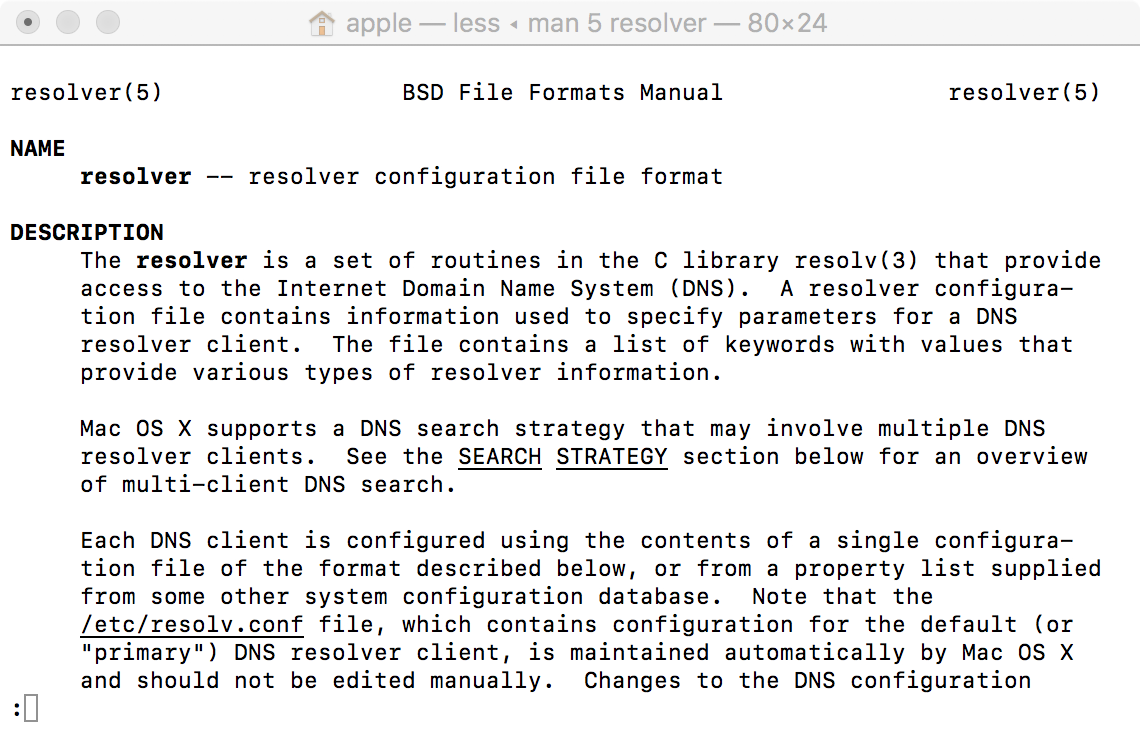 apple — less ◂ man 5 resolver — 80×24
resolver(5)                 BSD File Formats Manual                resolver(5)
NAME
     resolver -- resolver configuration file format
DESCRIPTION
     The resolver is a set of routines in the C library resolv(3) that provide
     access to the Internet Domain Name System (DNS).  A resolver configura-
     tion file contains information used to specify parameters for a DNS
     resolver client.  The file contains a list of keywords with values that
     provide various types of resolver information.
     Mac OS X supports a DNS search strategy that may involve multiple DNS
     resolver clients.  See the SEARCH STRATEGY section below for an overview
     of multi-client DNS search.
     Each DNS client is configured using the contents of a single configura-
     tion file of the format described below, or from a property list supplied
     from some other system configuration database.  Note that the
     /etc/resolv.conf file, which contains configuration for the default (or
     "primary") DNS resolver client, is maintained automatically by Mac OS X
     and should not be edited manually.  Changes to the DNS configuration
: